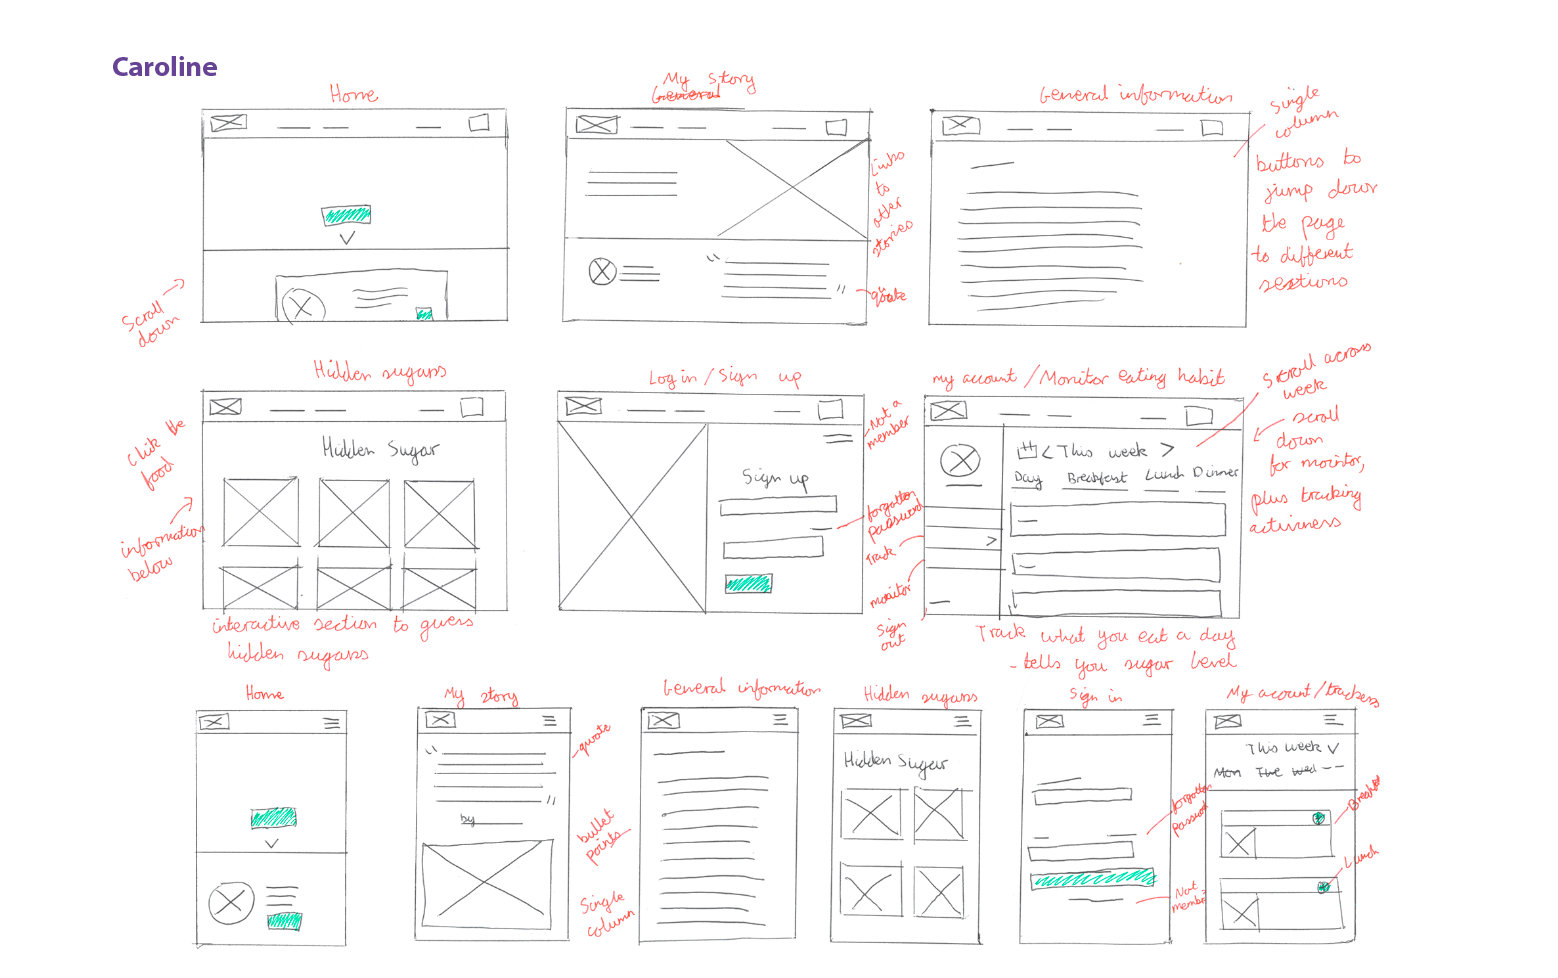 Caroline
Home
My Story
General
General information
Single
column
buttons to
jump down
the page
to different
sections
Links
to
other
stories
"
"
quote
Scroll
down
Hidden sugars
Hidden Sugar
Click the
food
information
below
interactive section to guess
hidden sugars
Log in / Sign up
Not a
member
Sign up
forgotten
password
my account / Monitor eating habit
< This week >
Day Breakfast Lunch Dinner
Track
monitor
Sign
out
Scroll across
week
scroll
down
for monitor,
plus tracking
Track what you eat a day
- tells you sugar level
Home
My story
"
"
by
quote
General information
bullet
points
Single
column
Hidden sugars
Hidden Sugar
Sign in
forgotten
password
Not
member?
My acount/trackers
This week
Mon Tue wed - -
Breakfast
Lunch